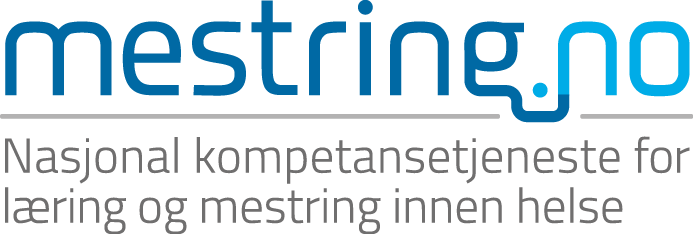 mestring.no
Nasjonal kompetansetjeneste for
læring og mestring innen helse